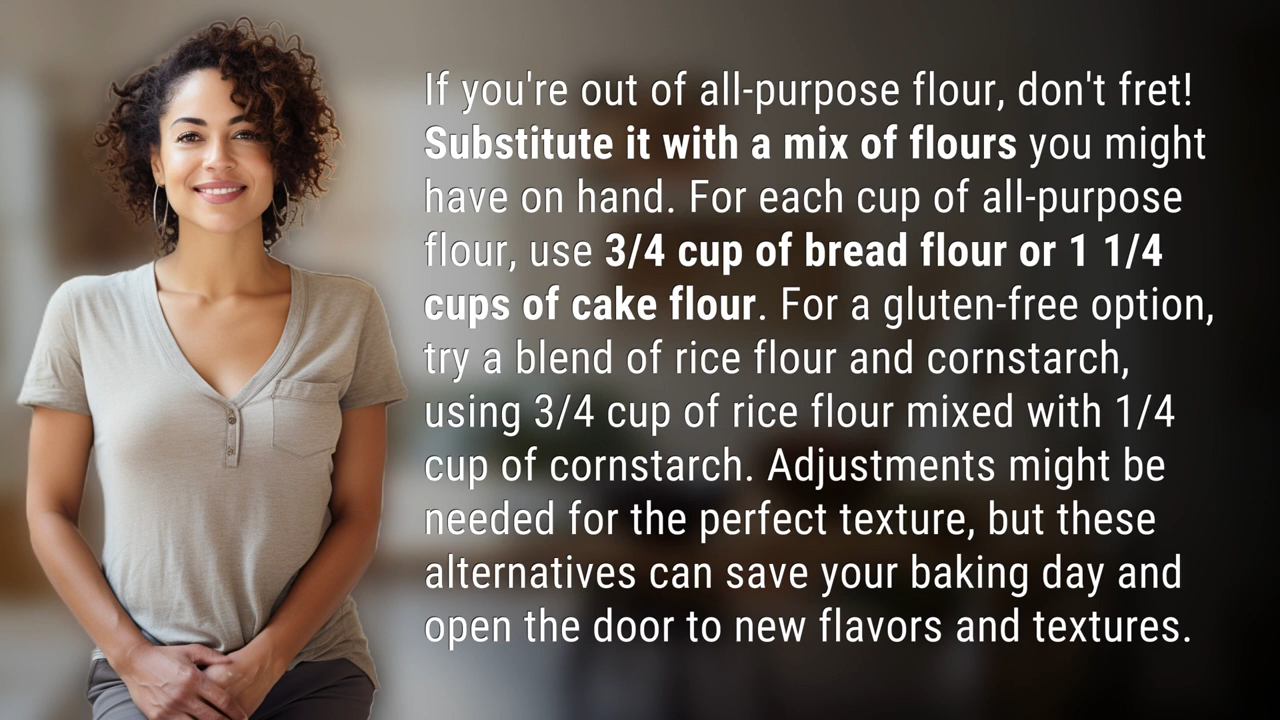 If you're out of all-purpose flour, don't fret!
Substitute it with a mix of flours you might
have on hand. For each cup of all-purpose
flour, use 3/4 cup of bread flour or 1 1/4
cups of cake flour. For a gluten-free option,
try a blend of rice flour and cornstarch,
using 3/4 cup of rice flour mixed with 1/4
cup of cornstarch. Adjustments might be
needed for the perfect texture, but these
alternatives can save your baking day and
open the door to new flavors and textures.